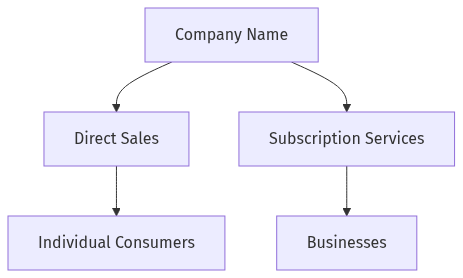 Company Name
Direct Sales
Subscription Services
Individual Consumers
Businesses